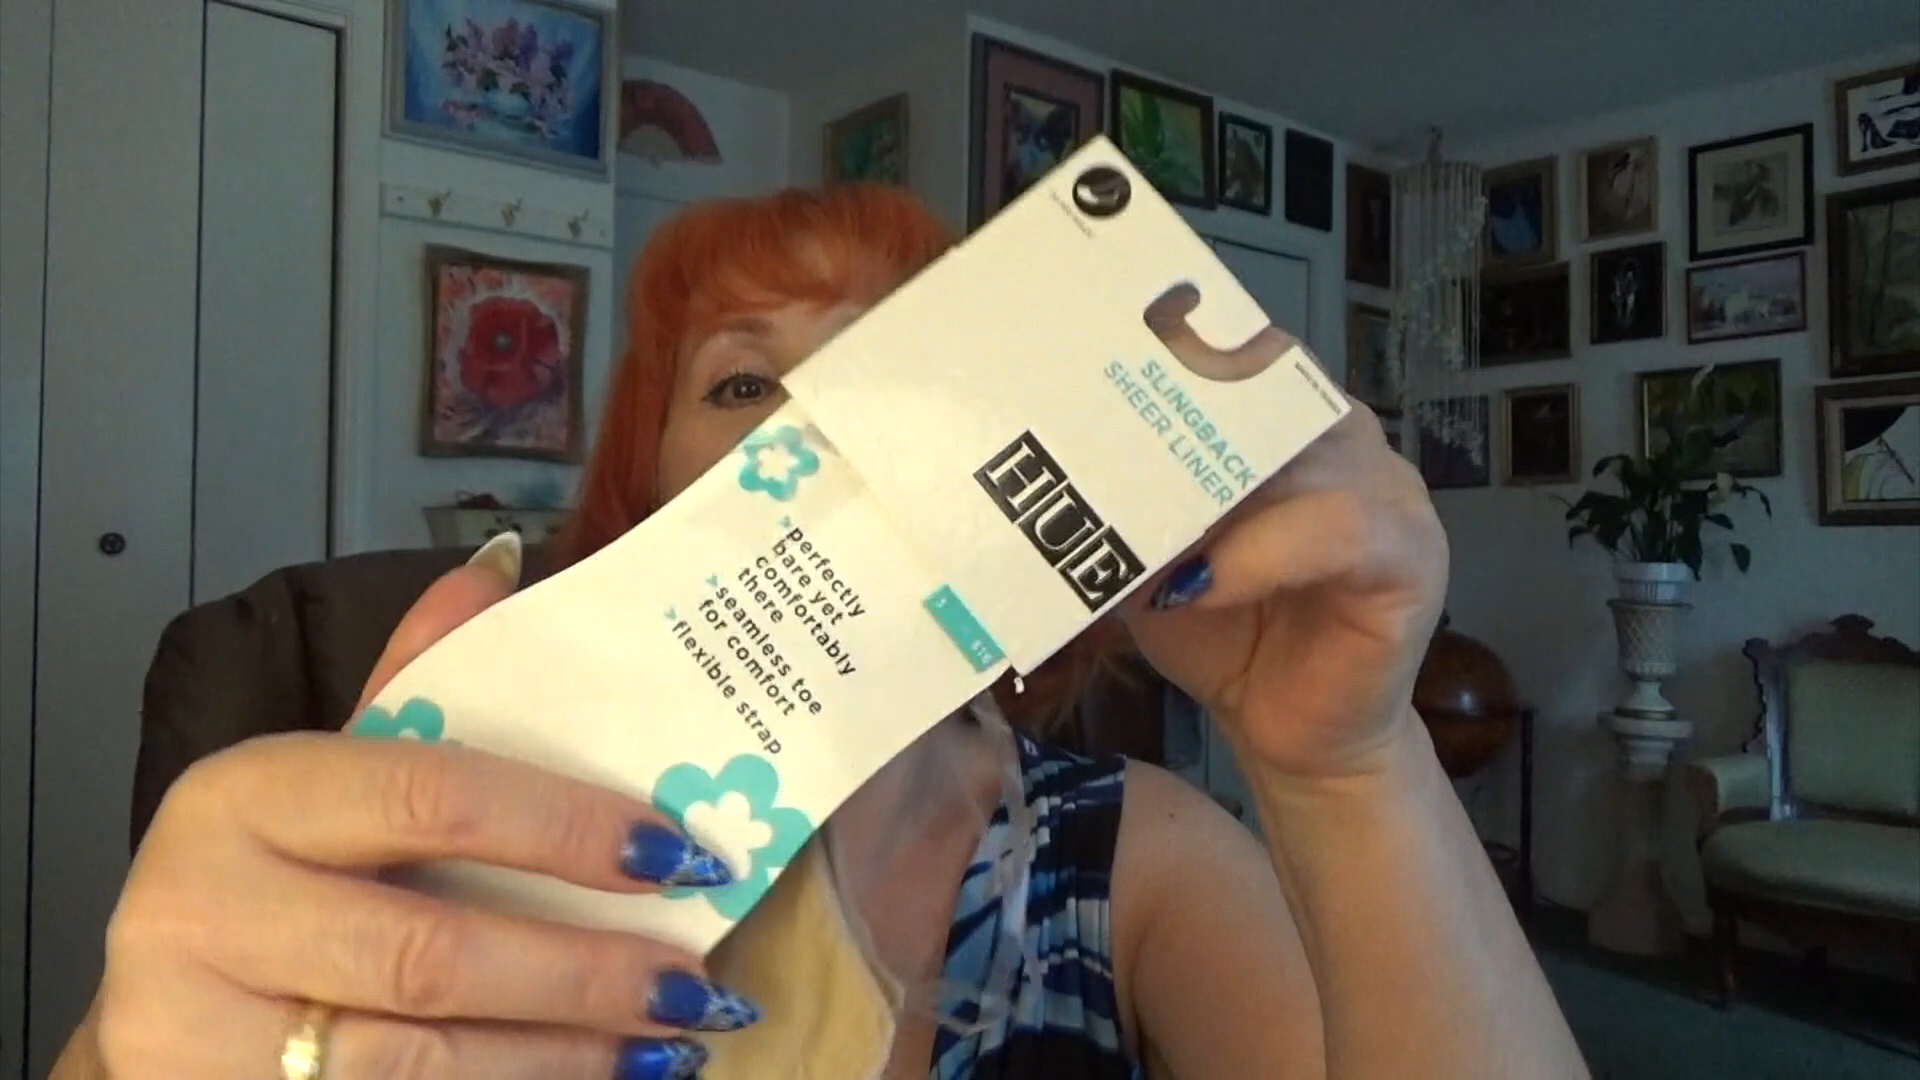 SLINGBACK
SHEER LINER
HUE
perfectly
bare yet
comfortably
there
seamless toe
for comfort
flexible strap